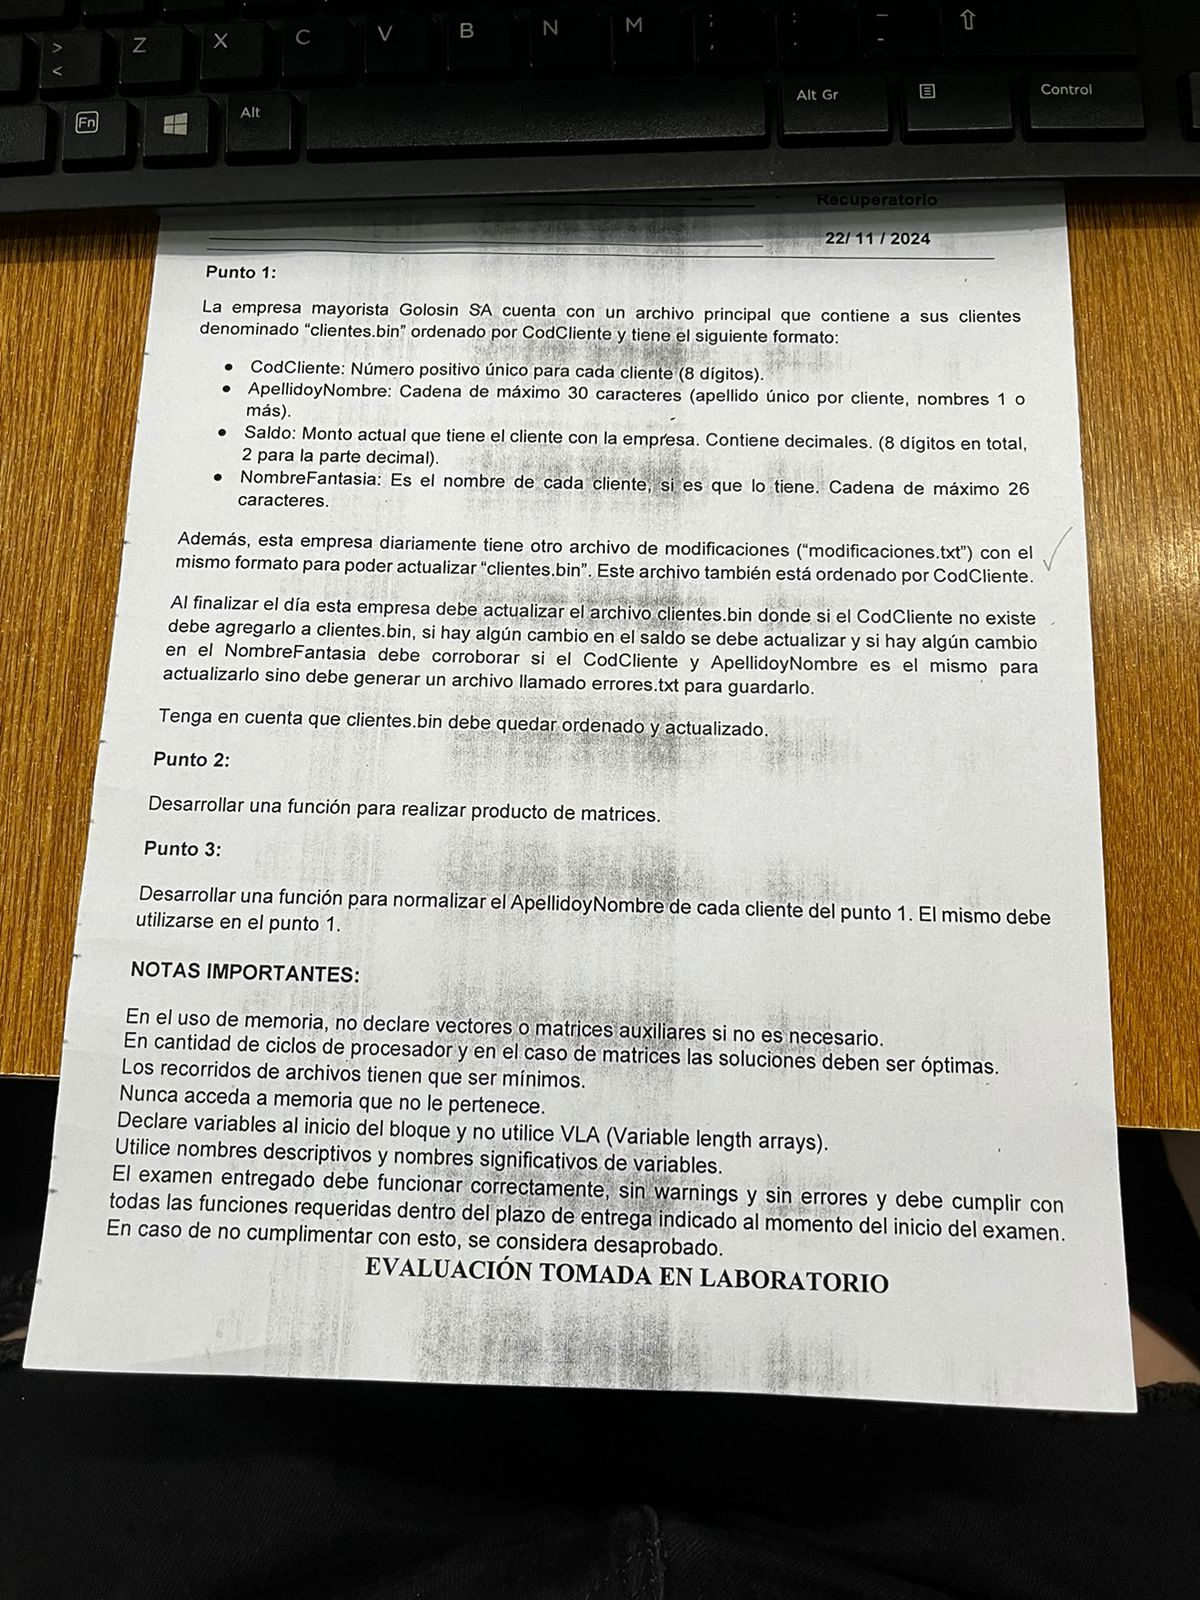 >
<
Z
X
C
V
B
N
M
;
,
:
.
_
-
⇧
Fn
Alt
Alt Gr
Control
Recuperatorio
22/ 11 / 2024
Punto 1:
La empresa mayorista Golosin SA cuenta con un archivo principal que contiene a sus clientes
denominado “clientes.bin” ordenado por CodCliente y tiene el siguiente formato:
• CodCliente: Número positivo único para cada cliente (8 dígitos).
• ApellidoyNombre: Cadena de máximo 30 caracteres (apellido único por cliente, nombres 1 o
más).
• Saldo: Monto actual que tiene el cliente con la empresa. Contiene decimales. (8 dígitos en total,
2 para la parte decimal).
• NombreFantasia: Es el nombre de cada cliente, si es que lo tiene. Cadena de máximo 26
caracteres.
Además, esta empresa diariamente tiene otro archivo de modificaciones (“modificaciones.txt”) con el
mismo formato para poder actualizar “clientes.bin”. Este archivo también está ordenado por CodCliente.
Al finalizar el día esta empresa debe actualizar el archivo clientes.bin donde si el CodCliente no existe
debe agregarlo a clientes.bin, si hay algún cambio en el saldo se debe actualizar y si hay algún cambio
en el NombreFantasia debe corroborar si el CodCliente y ApellidoyNombre es el mismo para
actualizarlo sino debe generar un archivo llamado errores.txt para guardarlo.
Tenga en cuenta que clientes.bin debe quedar ordenado y actualizado.
Punto 2:
Desarrollar una función para realizar producto de matrices.
Punto 3:
Desarrollar una función para normalizar el ApellidoyNombre de cada cliente del punto 1. El mismo debe
utilizarse en el punto 1.
NOTAS IMPORTANTES:
En el uso de memoria, no declare vectores o matrices auxiliares si no es necesario.
En cantidad de ciclos de procesador y en el caso de matrices las soluciones deben ser óptimas.
Los recorridos de archivos tienen que ser mínimos.
Nunca acceda a memoria que no le pertenece.
Declare variables al inicio del bloque y no utilice VLA (Variable length arrays).
Utilice nombres descriptivos y nombres significativos de variables.
El examen entregado debe funcionar correctamente, sin warnings y sin errores y debe cumplir con
todas las funciones requeridas dentro del plazo de entrega indicado al momento del inicio del examen.
En caso de no cumplimentar con esto, se considera desaprobado.
EVALUACIÓN TOMADA EN LABORATORIO